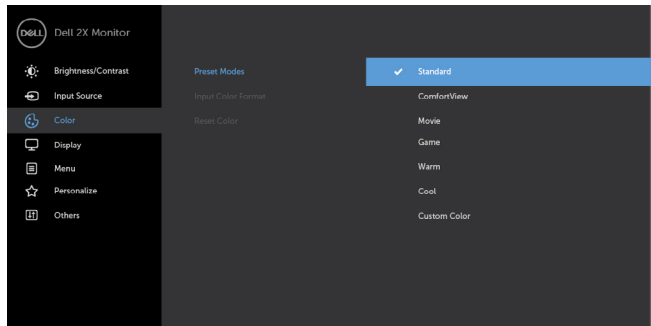 DELL Dell 2X Monitor
Brightness/Contrast
Input Source
Color
Display
Menu
Personalize
Others
Preset Modes
Input Color Format
Reset Color
Standard
ComfortView
Movie
Game
Warm
Cool
Custom Color